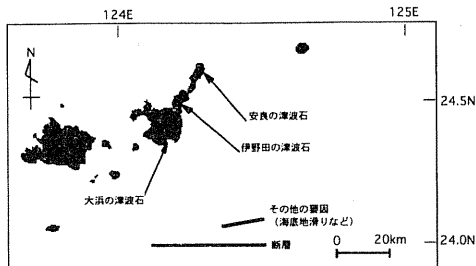 124E
125E
N
24.5N
安良の津波石
伊野田の津波石
大浜の津波石
その他の要因
（海底地滑りなど）
断層
0 20km
24.0N